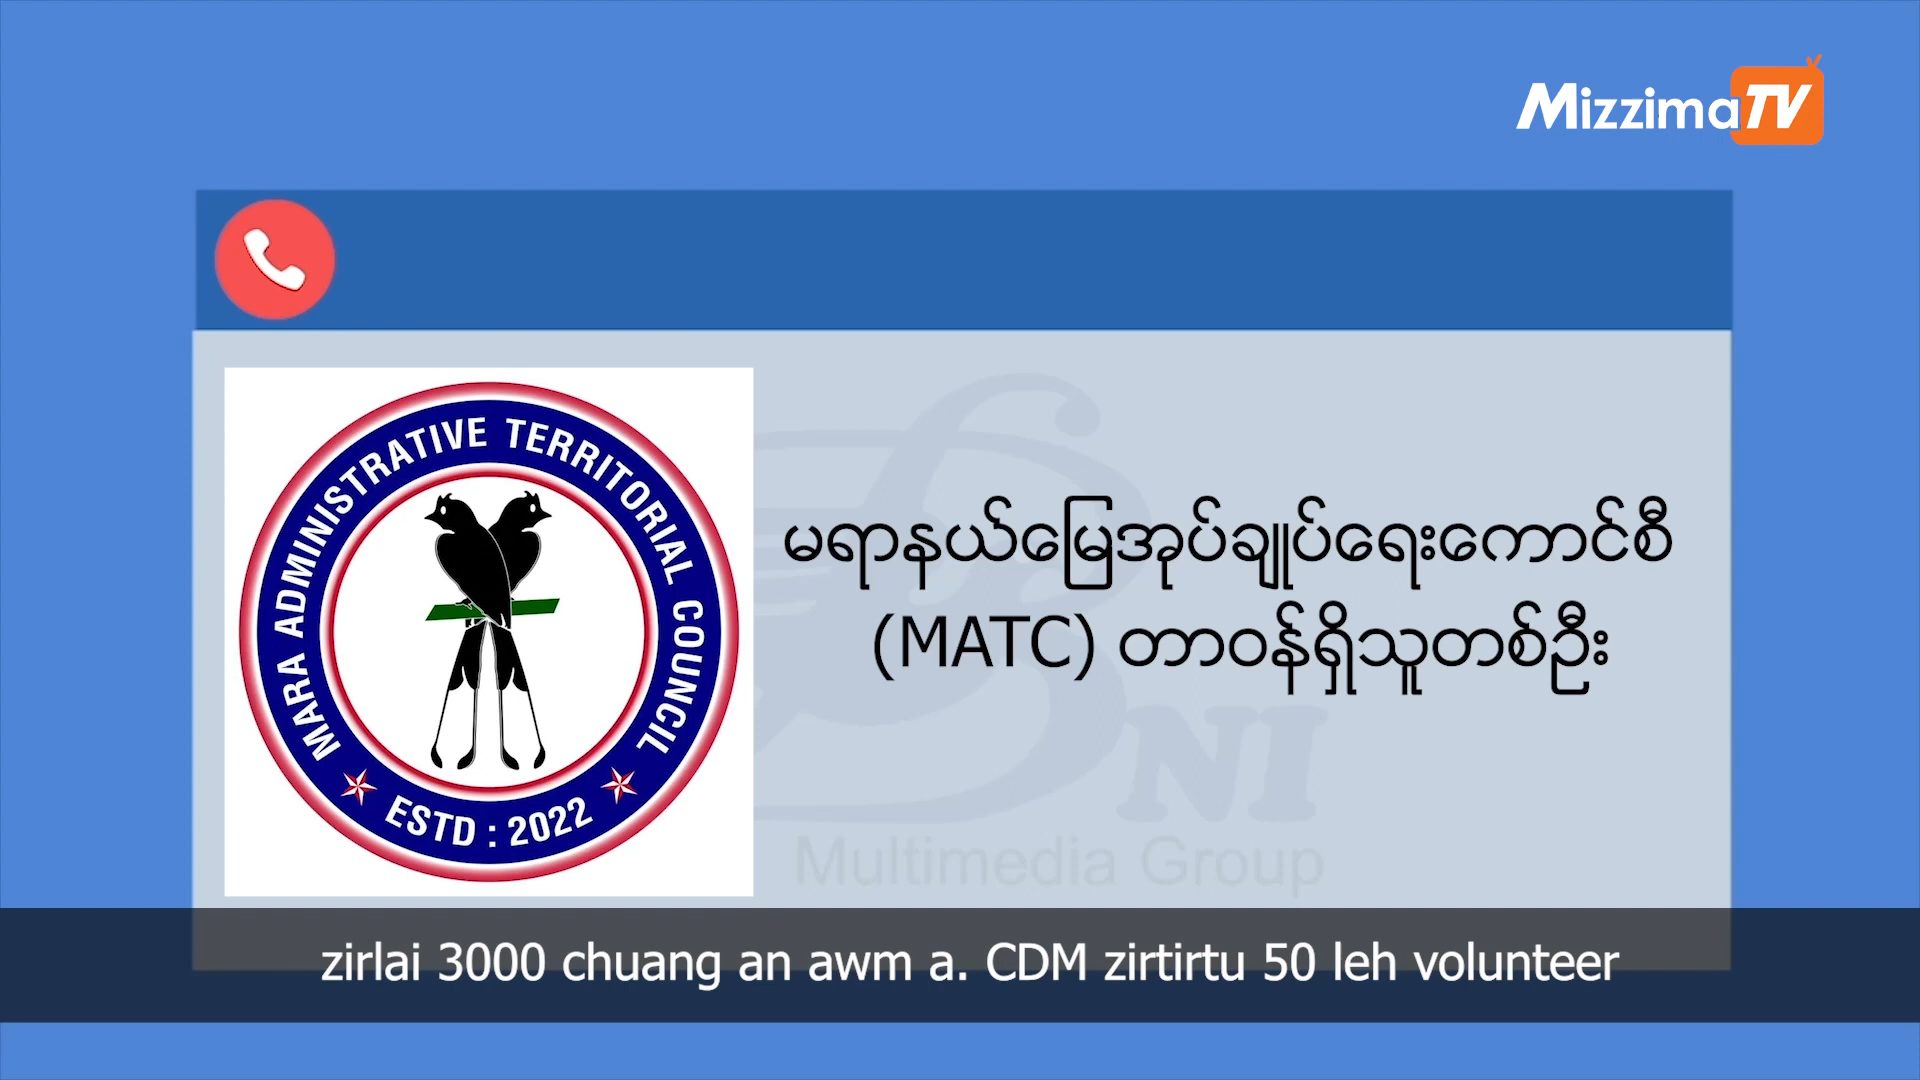 MizzimaTV
MARA ADMINISTRATIVE TERRITORIAL COUNCIL
ESTD : 2022
မရာနယ်မြေအုပ်ချုပ်ရေးကောင်စီ
(MATC) တာဝန်ရှိသူတစ်ဦး
NI
Multimedia Group
zirlai 3000 chuang an awm a. CDM zirtirtu 50 leh volunteer